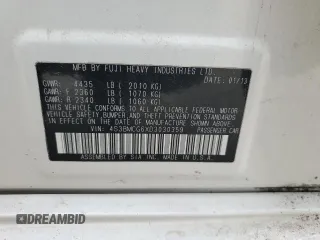 MFD BY FUJI HEAVY INDUSTRIES LTD. 01/13
GVWR: 4435 LB ( 2010 KG)
GAWR: F 2360 LB ( 1070 KG)
GAWR: R 2340 LB ( 1060 KG)
THIS VEHICLE CONFORMS TO ALL APPLICABLE FEDERAL MOTOR
VEHICLE SAFETY, BUMPER AND THEFT PREVENTION STANDARDS IN
EFFECT ON THE DATE OF MANUFACTURE SHOWN ABOVE.
VIN: 4S3BMCG6XD3030359 PASSENGER CAR
ASSEMBLED BY SIA INC. MADE IN U.S.A.
DREAMBID